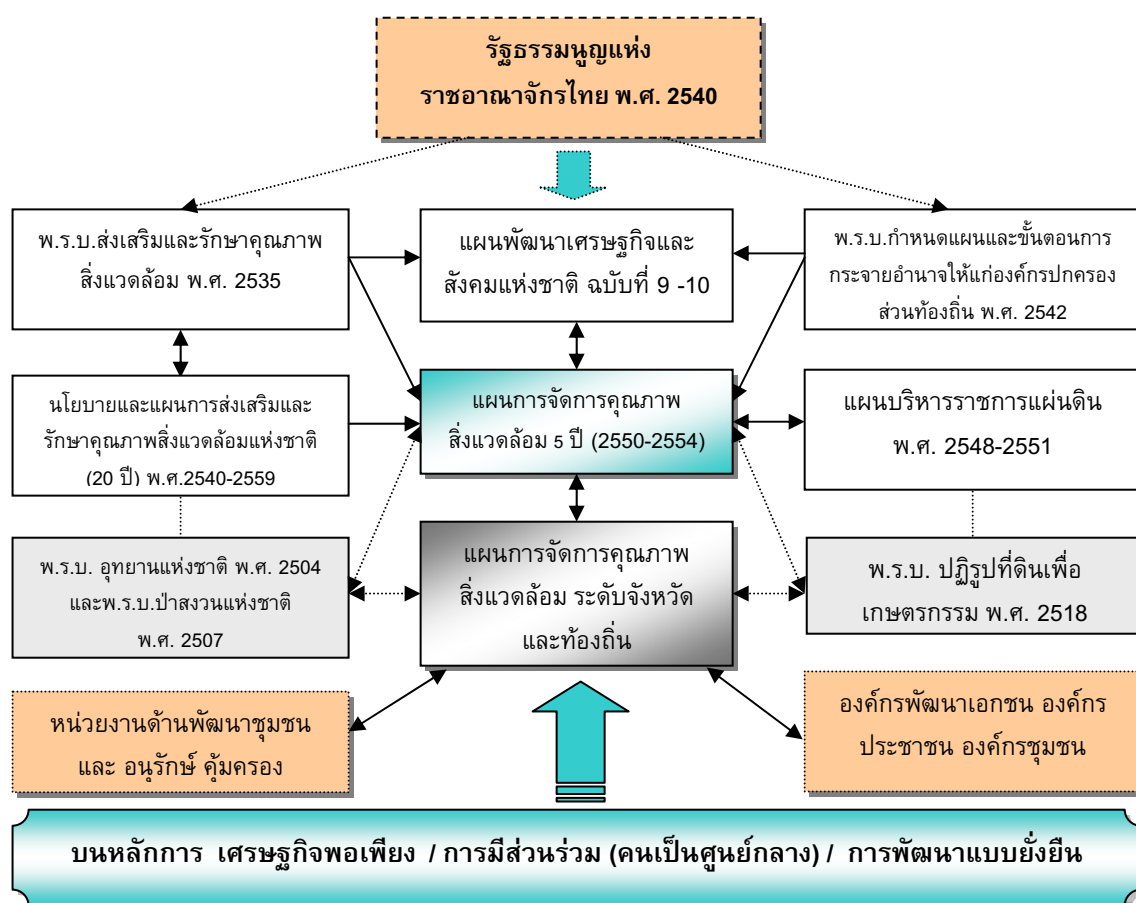 รัฐธรรมนูญแห่ง
ราชอาณาจักรไทย พ.ศ. 2540
พ.ร.บ.ส่งเสริมและรักษาคุณภาพ
สิ่งแวดล้อม พ.ศ. 2535
แผนพัฒนาเศรษฐกิจและ
สังคมแห่งชาติ ฉบับที่ 9 -10
พ.ร.บ.กำหนดแผนและขั้นตอนการ
กระจายอำนาจให้แก่องค์กรปกครอง
ส่วนท้องถิ่น พ.ศ. 2542
นโยบายและแผนการส่งเสริมและ
รักษาคุณภาพสิ่งแวดล้อมแห่งชาติ
(20 ปี) พ.ศ.2540-2559
แผนการจัดการคุณภาพ
สิ่งแวดล้อม 5 ปี (2550-2554)
แผนบริหารราชการแผ่นดิน
พ.ศ. 2548-2551
พ.ร.บ. อุทยานแห่งชาติ พ.ศ. 2504
และพ.ร.บ.ป่าสงวนแห่งชาติ
พ.ศ. 2507
แผนการจัดการคุณภาพ
สิ่งแวดล้อม ระดับจังหวัด
และท้องถิ่น
พ.ร.บ. ปฏิรูปที่ดินเพื่อ
เกษตรกรรม พ.ศ. 2518
หน่วยงานด้านพัฒนาชุมชน
และ อนุรักษ์ คุ้มครอง
องค์กรพัฒนาเอกชน องค์กร
ประชาชน องค์กรชุมชน
บนหลักการ เศรษฐกิจพอเพียง / การมีส่วนร่วม (คนเป็นศูนย์กลาง) / การพัฒนาแบบยั่งยืน